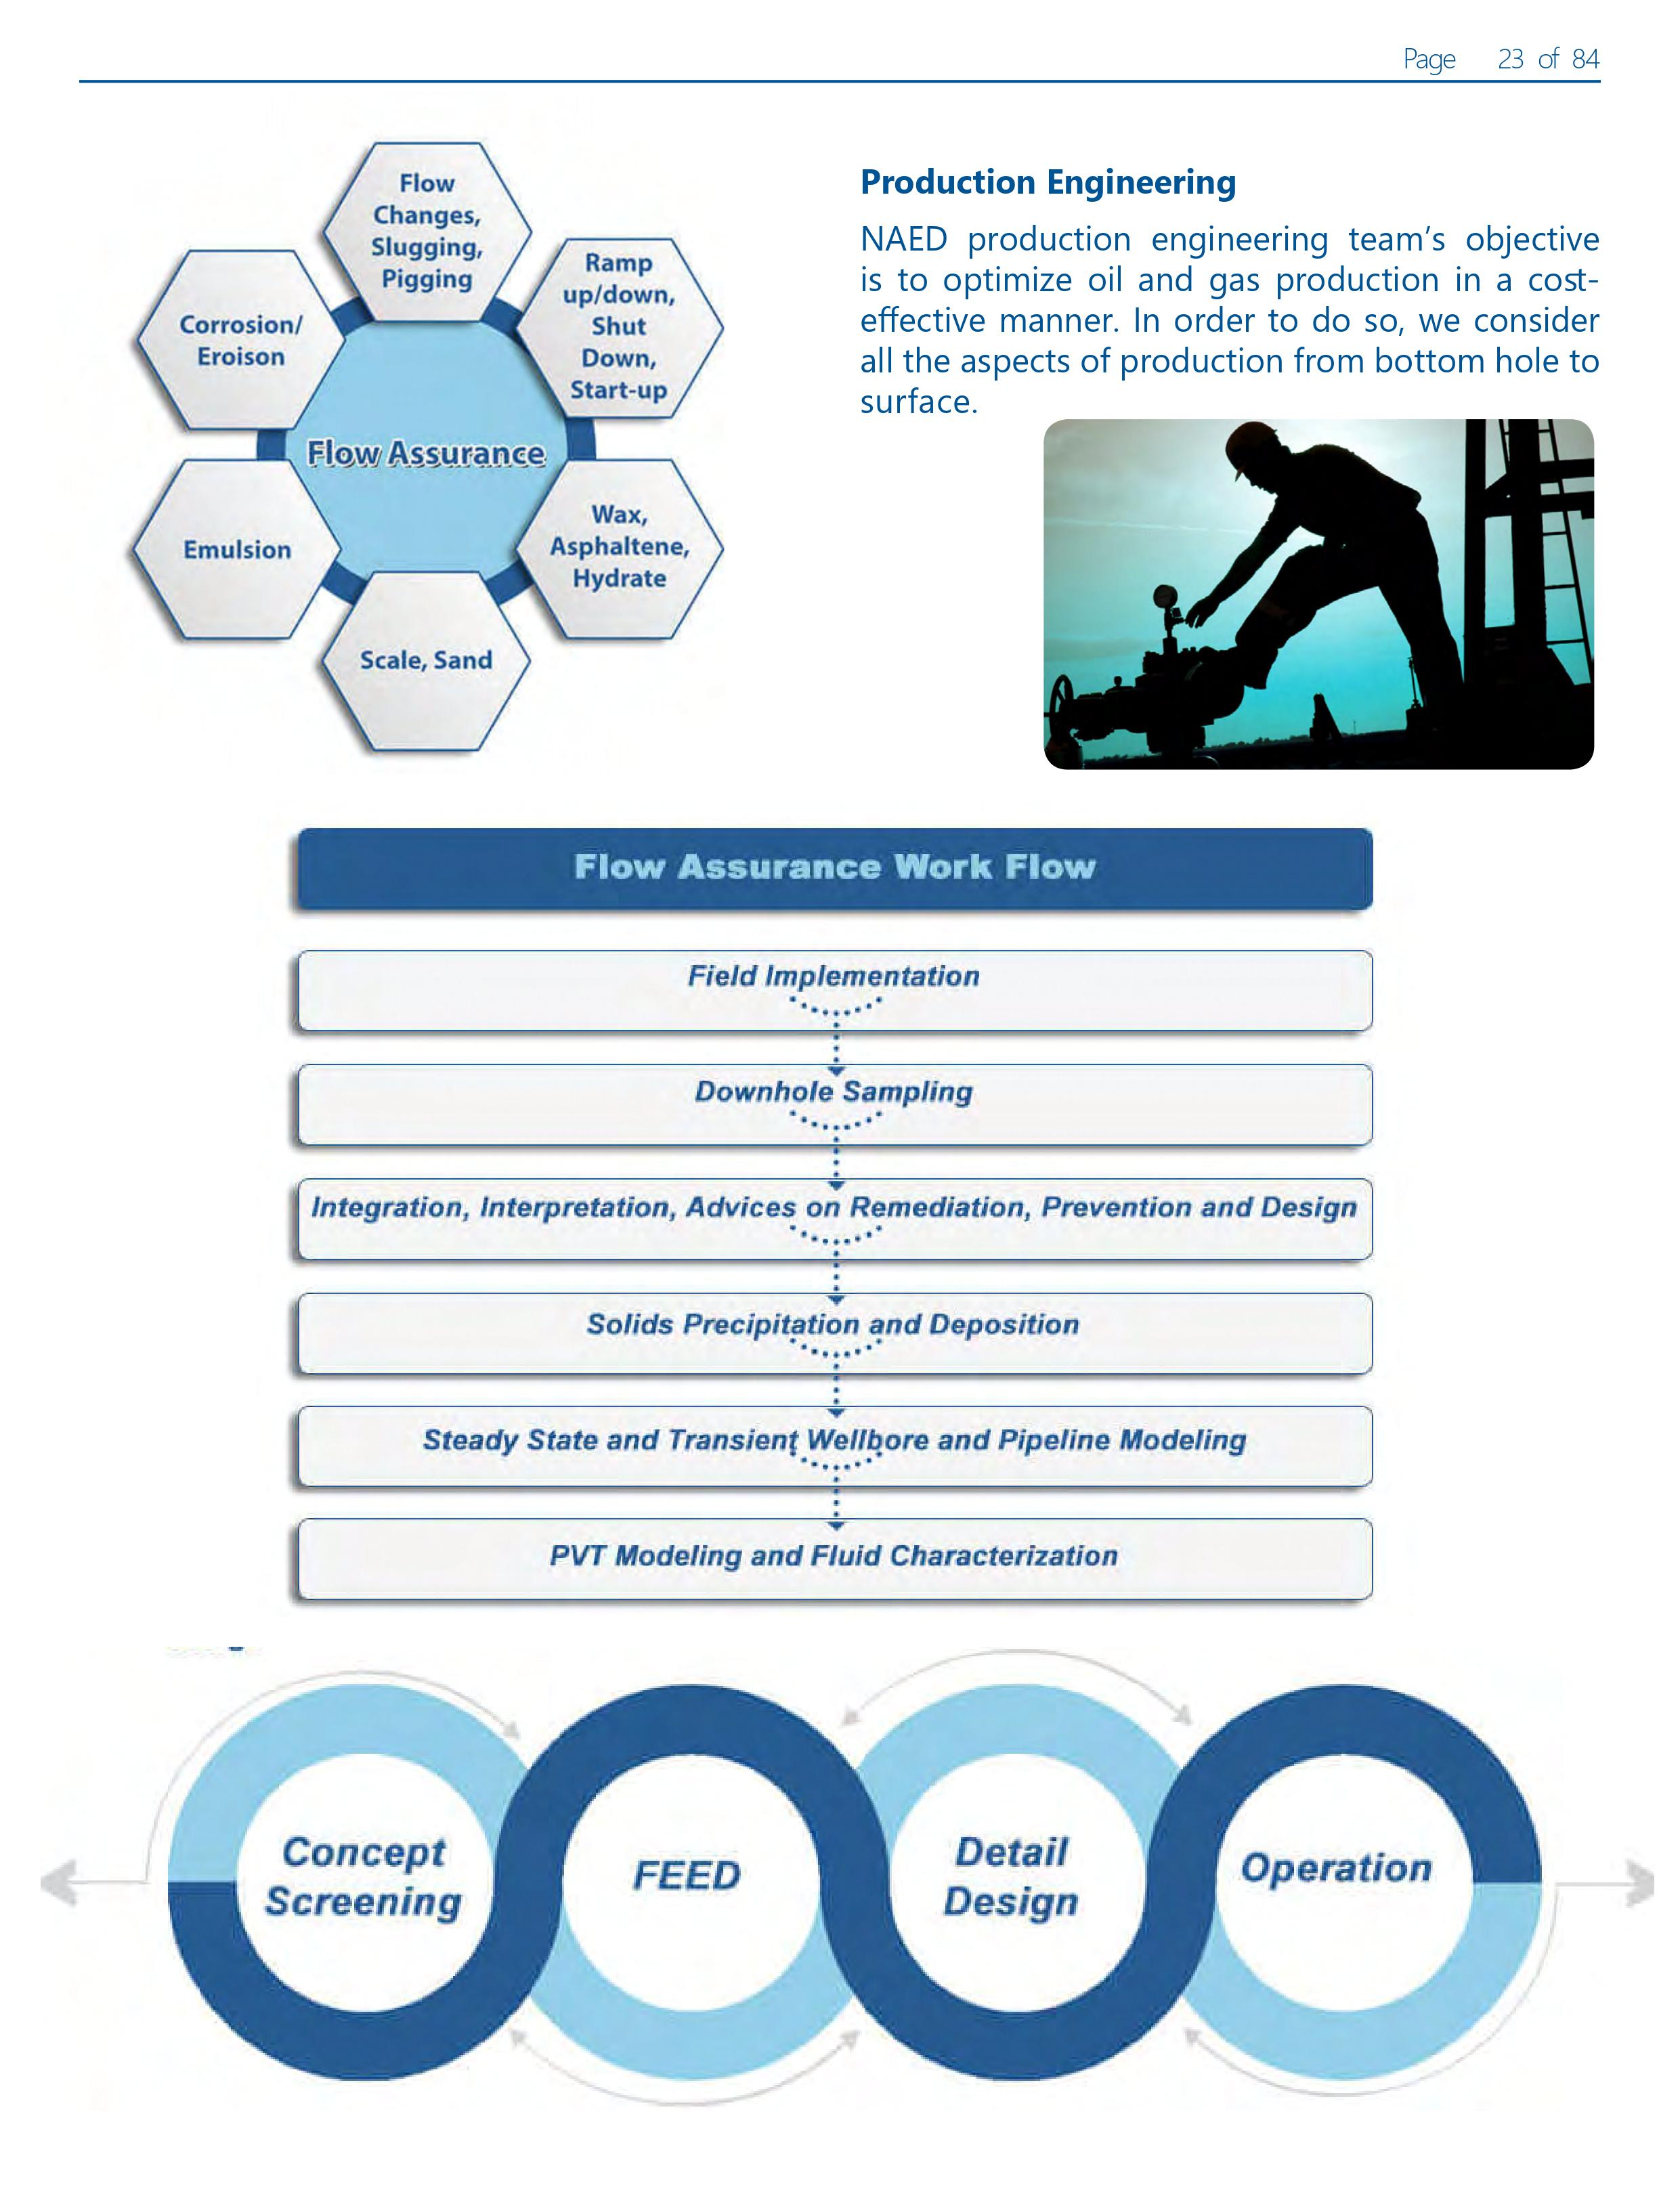 Page 23 of 84
Flow
Changes,
Slugging,
Pigging
Ramp
up/down,
Shut
Down,
Start-up
Corrosion/
Eroison
Flow Assurance
Emulsion
Wax,
Asphaltene,
Hydrate
Scale, Sand
Production Engineering
NAED production engineering team’s objective
is to optimize oil and gas production in a cost-
effective manner. In order to do so, we consider
all the aspects of production from bottom hole to
surface.
Flow Assurance Work Flow
Field Implementation
Downhole Sampling
Integration, Interpretation, Advices on Remediation, Prevention and Design
Solids Precipitation and Deposition
Steady State and Transient Wellbore and Pipeline Modeling
PVT Modeling and Fluid Characterization
Concept
Screening
FEED
Detail
Design
Operation